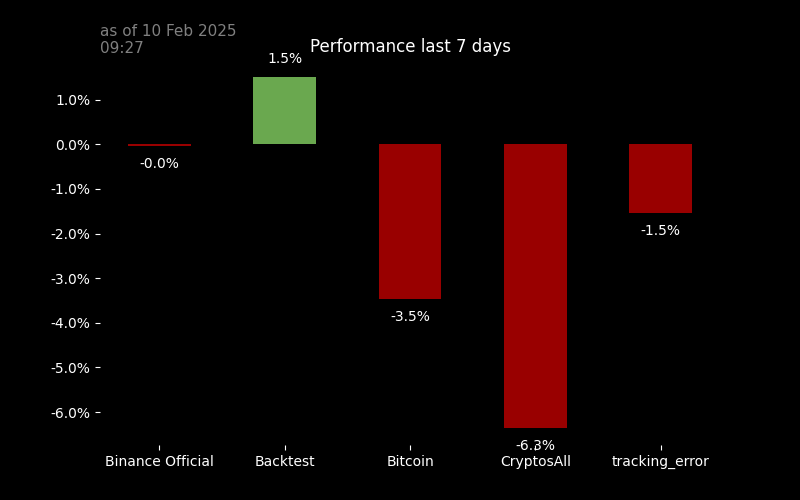 as of 10 Feb 2025
09:27
Performance last 7 days
1.5%
1.0%
0.0%
-0.0%
-1.0%
-1.5%
-2.0%
-3.0%
-3.5%
-4.0%
-5.0%
-6.0%
-6.3%
Binance Official
Backtest
Bitcoin
CryptosAll
tracking_error